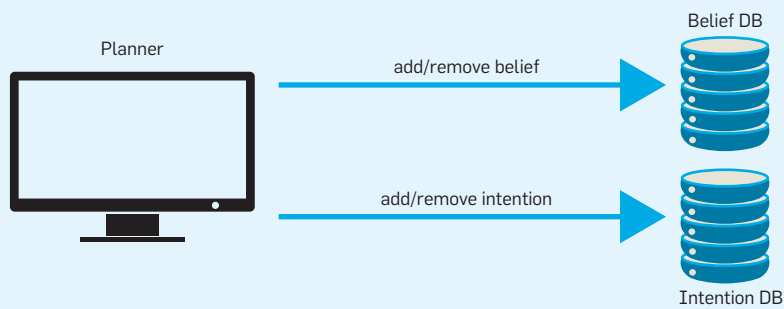 Belief DB
Planner
add/remove belief
add/remove intention
Intention DB